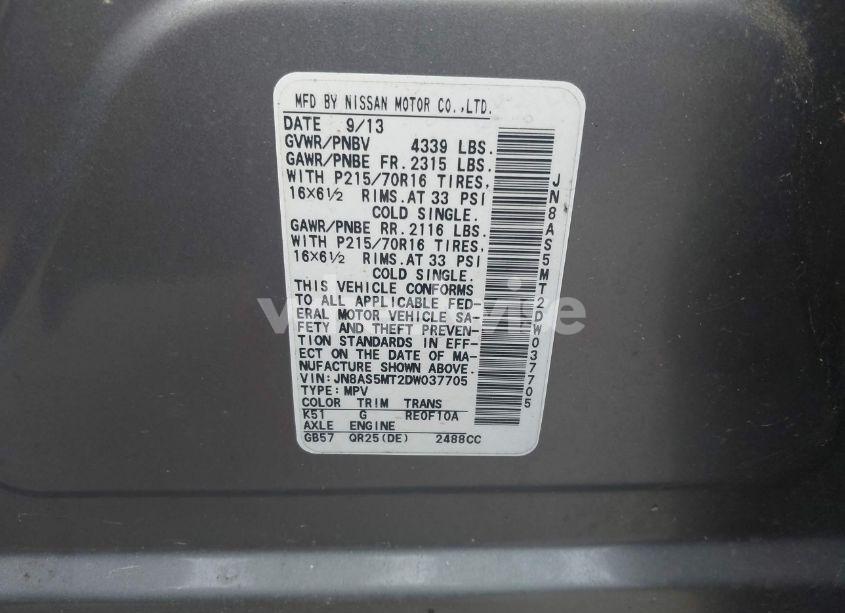 MFD BY NISSAN MOTOR CO.,LTD.
DATE 9/13
GVWR/PNBV 4339 LBS.
GAWR/PNBE FR. 2315 LBS.
WITH P215/70R16 TIRES,
16×6½ RIMS. AT 33 PSI
COLD SINGLE.
GAWR/PNBE RR. 2116 LBS.
WITH P215/70R16 TIRES,
16×6½ RIMS. AT 33 PSI
COLD SINGLE.
THIS VEHICLE CONFORMS
TO ALL APPLICABLE FED-
ERAL MOTOR VEHICLE SA-
FETY AND THEFT PREVEN-
TION STANDARDS IN EFF-
ECT ON THE DATE OF MA-
NUFACTURE SHOWN ABOVE.
VIN: JN8AS5MT2DW037705
TYPE: MPV
COLOR TRIM TRANS
K51 G RE0F10A
AXLE ENGINE
GB57 QR25(DE) 2488CC
JN8AS5MT2DW037705